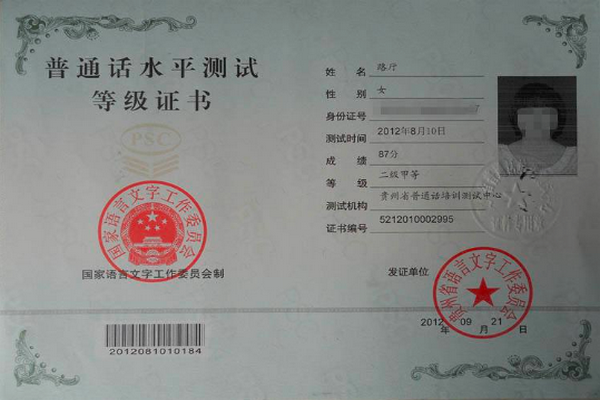 普通话水平测试
等级证书
PSC
国家语言文字工作委员会
国家语言文字工作委员会制
2012081010184
姓 名 路厅
性 别 女
身份证号
测试时间 2012年8月10日
成 绩 87分
等 级 二级甲等
测试机构 贵州省普通话培训测试中心
证书编号 5212010002995
发证单位
贵州省语言文字工作委员会
2012 09 21
年 月 日